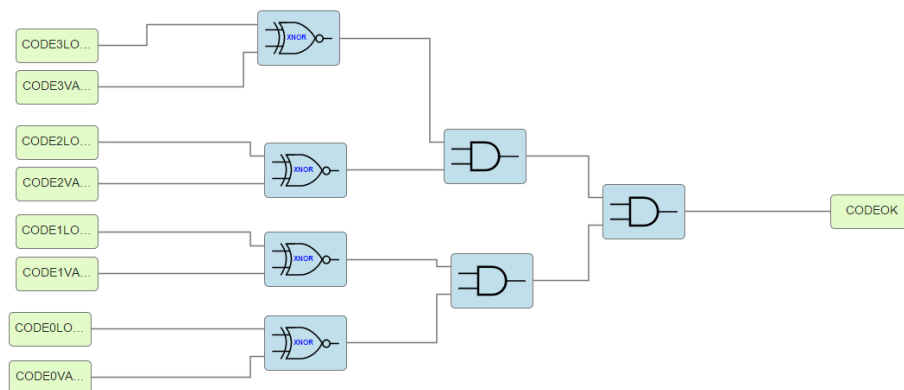 CODE3LO...
XNOR
CODE3VA...
CODE2LO...
XNOR
CODE2VA...
CODEOK
CODE1LO...
XNOR
CODE1VA...
CODE0LO...
XNOR
CODE0VA...